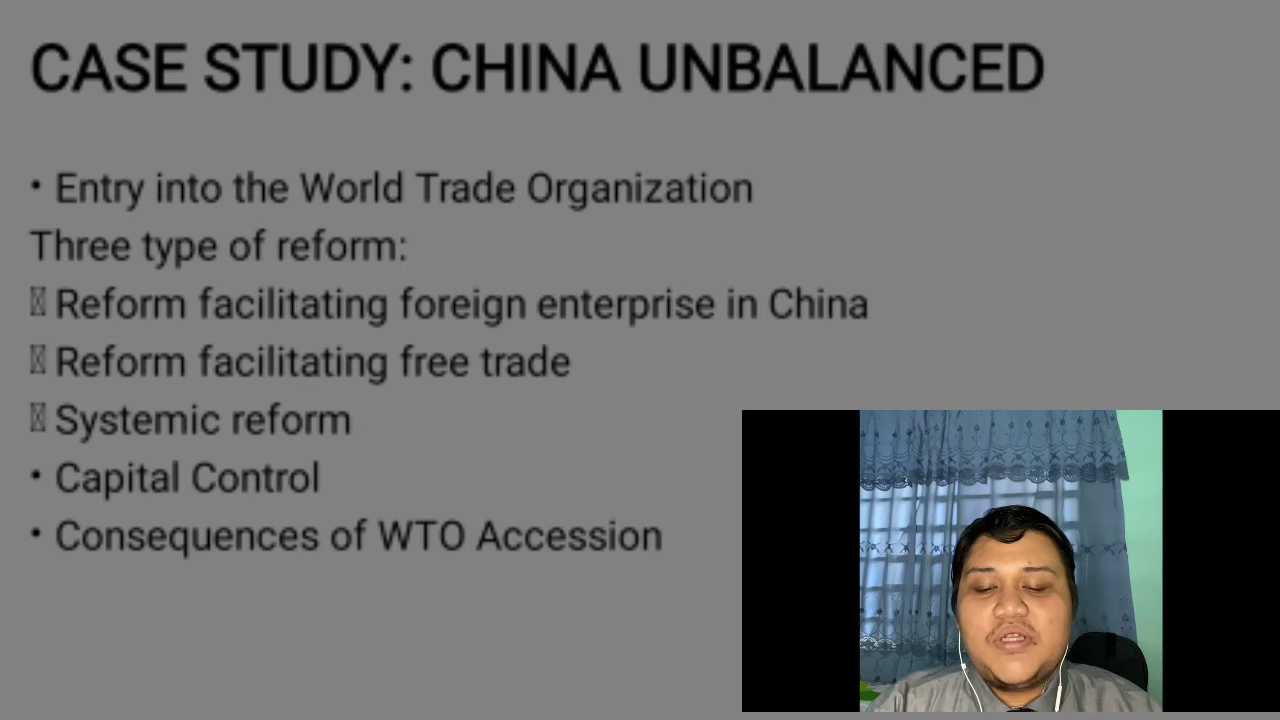 CASE STUDY: CHINA UNBALANCED
• Entry into the World Trade Organization
Three type of reform:
Reform facilitating foreign enterprise in China
Reform facilitating free trade
Systemic reform
• Capital Control
• Consequences of WTO Accession